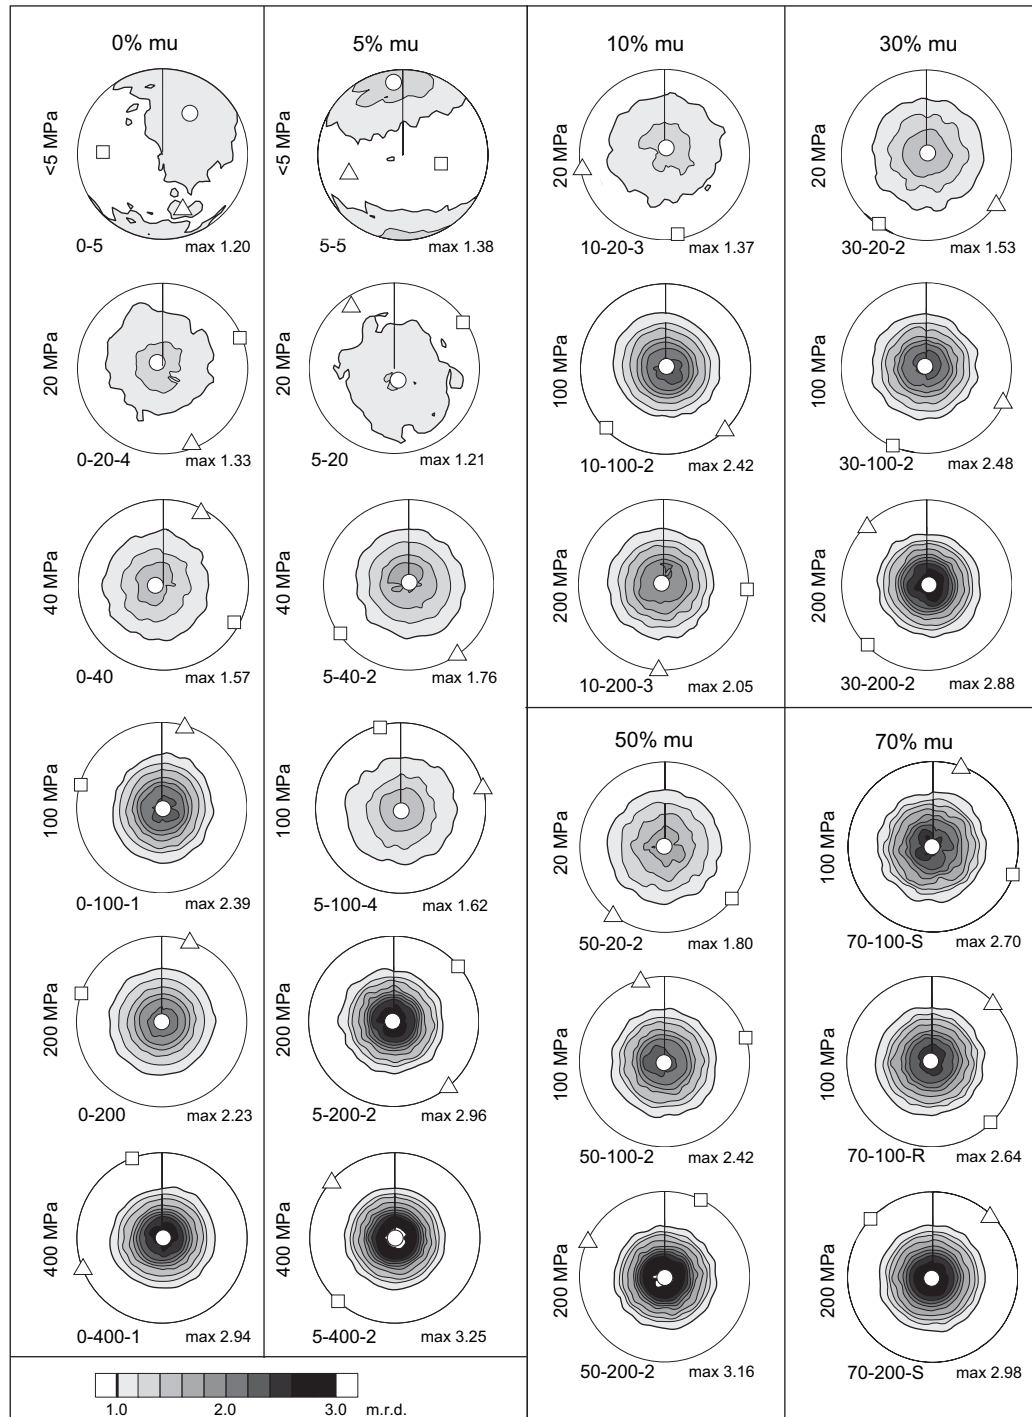 0% mu
5% mu
10% mu
30% mu
<5 MPa
0-5
max 1.20
<5 MPa
5-5
max 1.38
20 MPa
10-20-3
max 1.37
20 MPa
30-20-2
max 1.53
20 MPa
0-20-4
max 1.33
20 MPa
5-20
max 1.21
100 MPa
10-100-2
max 2.42
100 MPa
30-100-2
max 2.48
40 MPa
0-40
max 1.57
40 MPa
5-40-2
max 1.76
200 MPa
10-200-3
max 2.05
200 MPa
30-200-2
max 2.88
100 MPa
0-100-1
max 2.39
100 MPa
5-100-4
max 1.62
50% mu
70% mu
20 MPa
50-20-2
max 1.80
100 MPa
70-100-S
max 2.70
200 MPa
0-200
max 2.23
200 MPa
5-200-2
max 2.96
100 MPa
50-100-2
max 2.42
100 MPa
70-100-R
max 2.64
400 MPa
0-400-1
max 2.94
400 MPa
5-400-2
max 3.25
200 MPa
50-200-2
max 3.16
200 MPa
70-200-S
max 2.98
1.0 2.0 3.0 m.r.d.